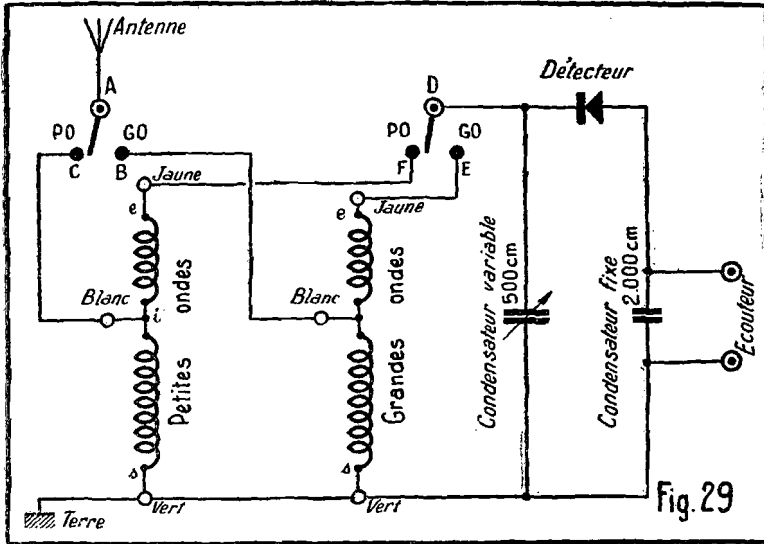 Antenne
A
D
Détecteur
PO
GO
PO
GO
C
B
F
E
Jaune
Jaune
e
e
Petites ondes
Grandes ondes
Blanc
i
Blanc
Condensateur variable
500 cm
Condensateur fixe
2.000 cm
Ecouteur
s
s
Terre
Vert
Vert
Fig. 29